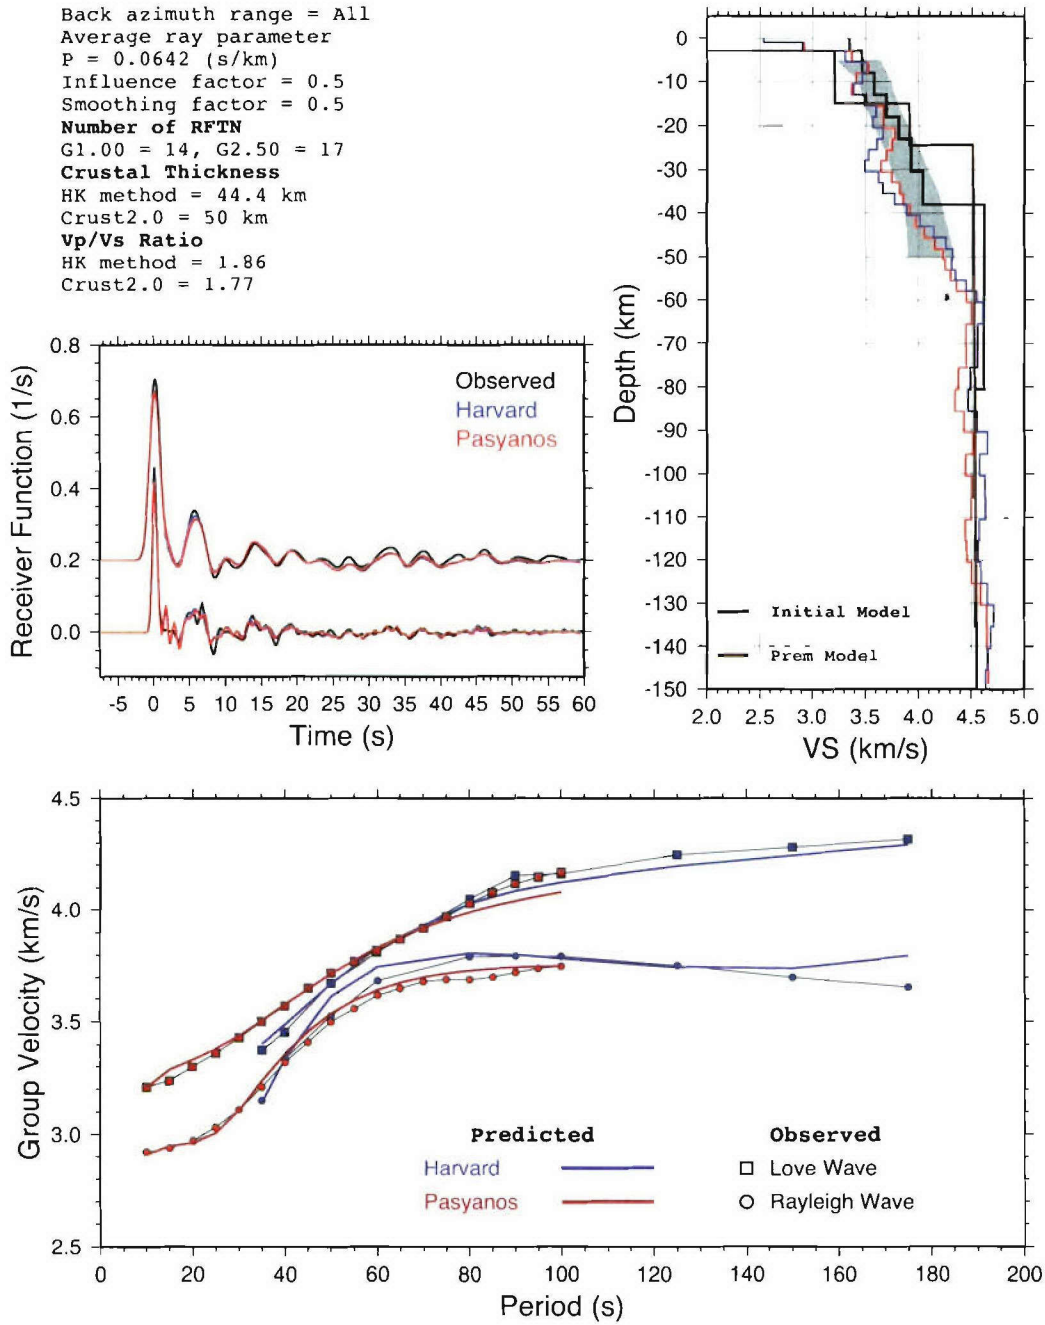 Back azimuth range = All
Average ray parameter
P = 0.0642 (s/km)
Influence factor = 0.5
Smoothing factor = 0.5
Number of RFTN
G1.00 = 14, G2.50 = 17
Crustal Thickness
HK method = 44.4 km
Crust2.0 = 50 km
Vp/Vs Ratio
HK method = 1.86
Crust2.0 = 1.77
0
-10
-20
-30
-40
-50
-60
-70
-80
-90
-100
-110
-120
-130
-140
-150
Depth (km)
Initial Model
Prem Model
2.0 2.5 3.0 3.5 4.0 4.5 5.0
VS (km/s)
0.8
0.6
0.4
0.2
0.0
Receiver Function (1/s)
Observed
Harvard
Pasyanos
-5 0 5 10 15 20 25 30 35 40 45 50 55 60
Time (s)
4.5
4.0
3.5
3.0
2.5
Group Velocity (km/s)
Predicted Observed
Harvard Love Wave
Pasyanos Rayleigh Wave
0 20 40 60 80 100 120 140 160 180 200
Period (s)